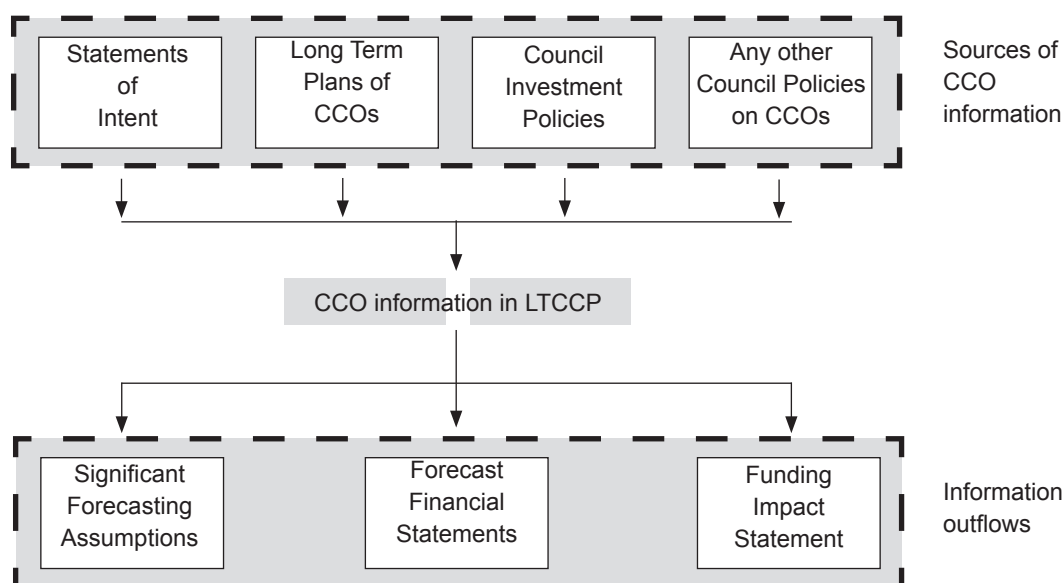 Statements
of
Intent
Long Term
Plans of
CCOs
Council
Investment
Policies
Any other
Council Policies
on CCOs
Sources of
CCO
information
CCO information in LTCCP
Significant
Forecasting
Assumptions
Forecast
Financial
Statements
Funding
Impact
Statement
Information
outflows